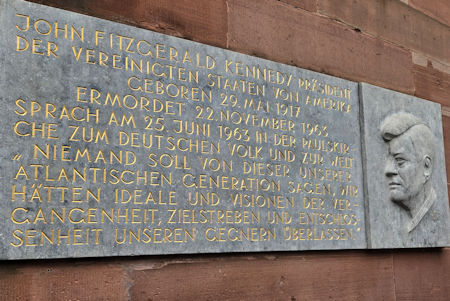 JOHN FITZGERALD KENNEDY PRÄSIDENT
DER VEREINIGTEN STAATEN VON AMERIKA
GEBOREN 29. MAI 1917
ERMORDET 22. NOVEMBER 1963
SPRACH AM 25. JUNI 1963 IN DER PAULSKIR-
CHE ZUM DEUTSCHEN VOLK UND ZUR WELT
„NIEMAND SOLL VON DIESER UNSERER
ATLANTISCHEN GENERATION SAGEN, WIR
HÄTTEN IDEALE UND VISIONEN DER VER-
GANGENHEIT, ZIELSTREBEN UND ENTSCHLOS-
SENHEIT UNSEREN GEGNERN ÜBERLASSEN."